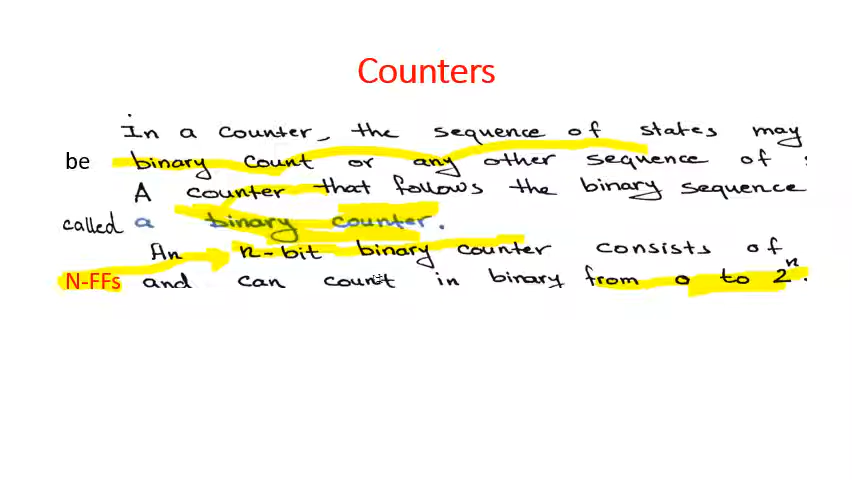 Counters
In a counter, the sequence of states may
be binary count or any other sequence of
A counter that follows the binary sequence
called a binary counter.
An n-bit binary counter consists of
N-FFs and can count in binary from 0 to 2^n